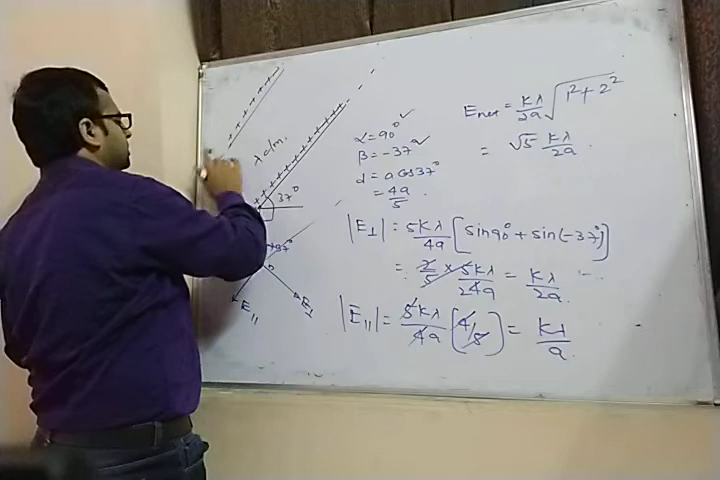 λ c/m.
37°
37°
E||
E⊥
α=90°
β=-37°
d = a cos37°
= 4a/5.
Enet = Kλ/2a √1²+2²
= √5 Kλ/2a.
|E⊥| = 5Kλ/4a [sin90°+sin(-37°)]
= 2/5 × 5Kλ/24a = Kλ/2a.
|E||| = 5Kλ/4a [4/5] = Kλ/a.